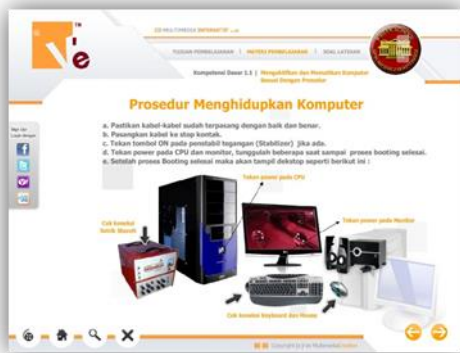 TM
V'e
CD MULTIMEDIA INTERAKTIF
TUJUAN PEMBELAJARAN | MATERI PEMBELAJARAN | SOAL LATIHAN
Kompetensi Dasar 1.1 | Mengaktifkan dan Mematikan Komputer
Sesuai Dengan Prosedur
Prosedur Menghidupkan Komputer
a. Pastikan kabel-kabel sudah terpasang dengan baik dan benar.
b. Pasangkan kabel ke stop kontak.
c. Tekan tombol ON pada penstabil tegangan (Stabilizer) jika ada.
d. Tekan power pada CPU dan monitor, tunggulah beberapa saat sampai proses booting selesai.
e. Setelah proses Booting selesai maka akan tampil dekstop seperti berikut ini :
Tekan power pada CPU
Tekan power pada Monitor
Cek koneksi
listrik
Cek koneksi Keyboard dan Mouse